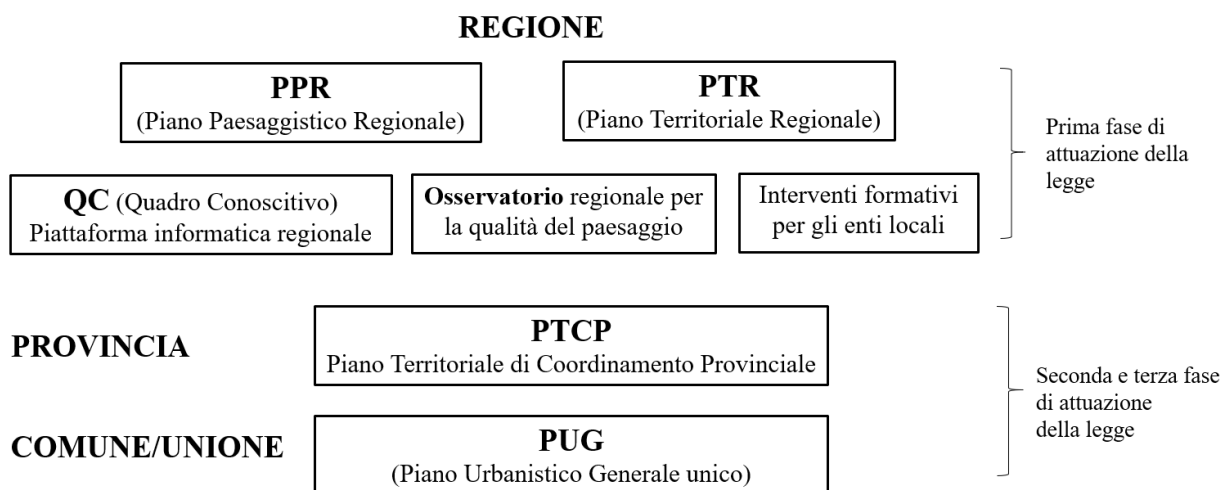 REGIONE
PPR
(Piano Paesaggistico Regionale)
PTR
(Piano Territoriale Regionale)
Prima fase di
attuazione della
legge
QC (Quadro Conoscitivo)
Piattaforma informatica regionale
Osservatorio regionale per
la qualità del paesaggio
Interventi formativi
per gli enti locali
PROVINCIA
PTCP
Piano Territoriale di Coordinamento Provinciale
COMUNE/UNIONE
PUG
(Piano Urbanistico Generale unico)
Seconda e terza fase
di attuazione
della legge